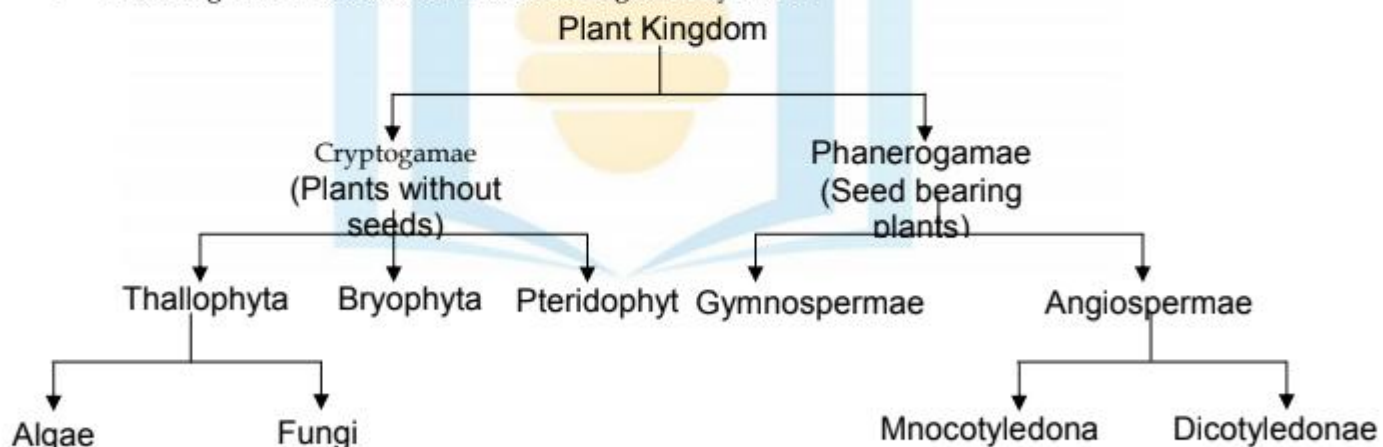 Plant Kingdom
Cryptogamae
(Plants without
seeds)
Phanerogamae
(Seed bearing
plants)
Thallophyta Bryophyta Pteridophyt Gymnospermae Angiospermae
Algae Fungi Mnocotyledona Dicotyledonae